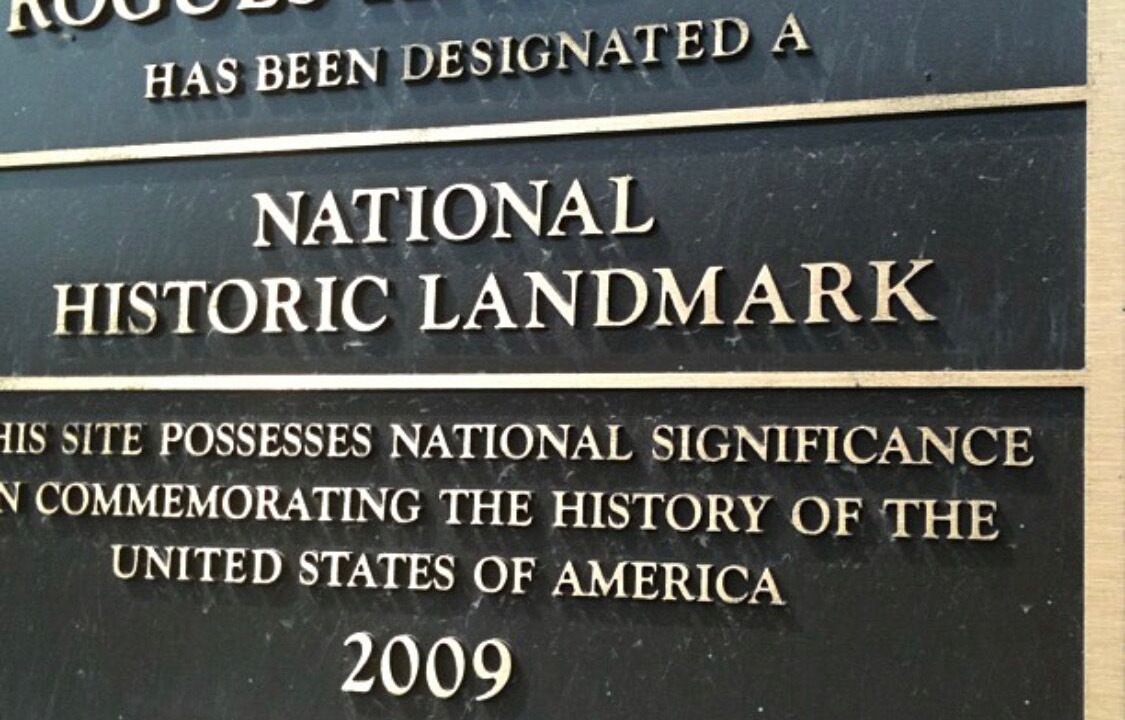 ROGUES
HAS BEEN DESIGNATED A
NATIONAL
HISTORIC LANDMARK
HIS SITE POSSESSES NATIONAL SIGNIFICANCE
N COMMEMORATING THE HISTORY OF THE
UNITED STATES OF AMERICA
2009